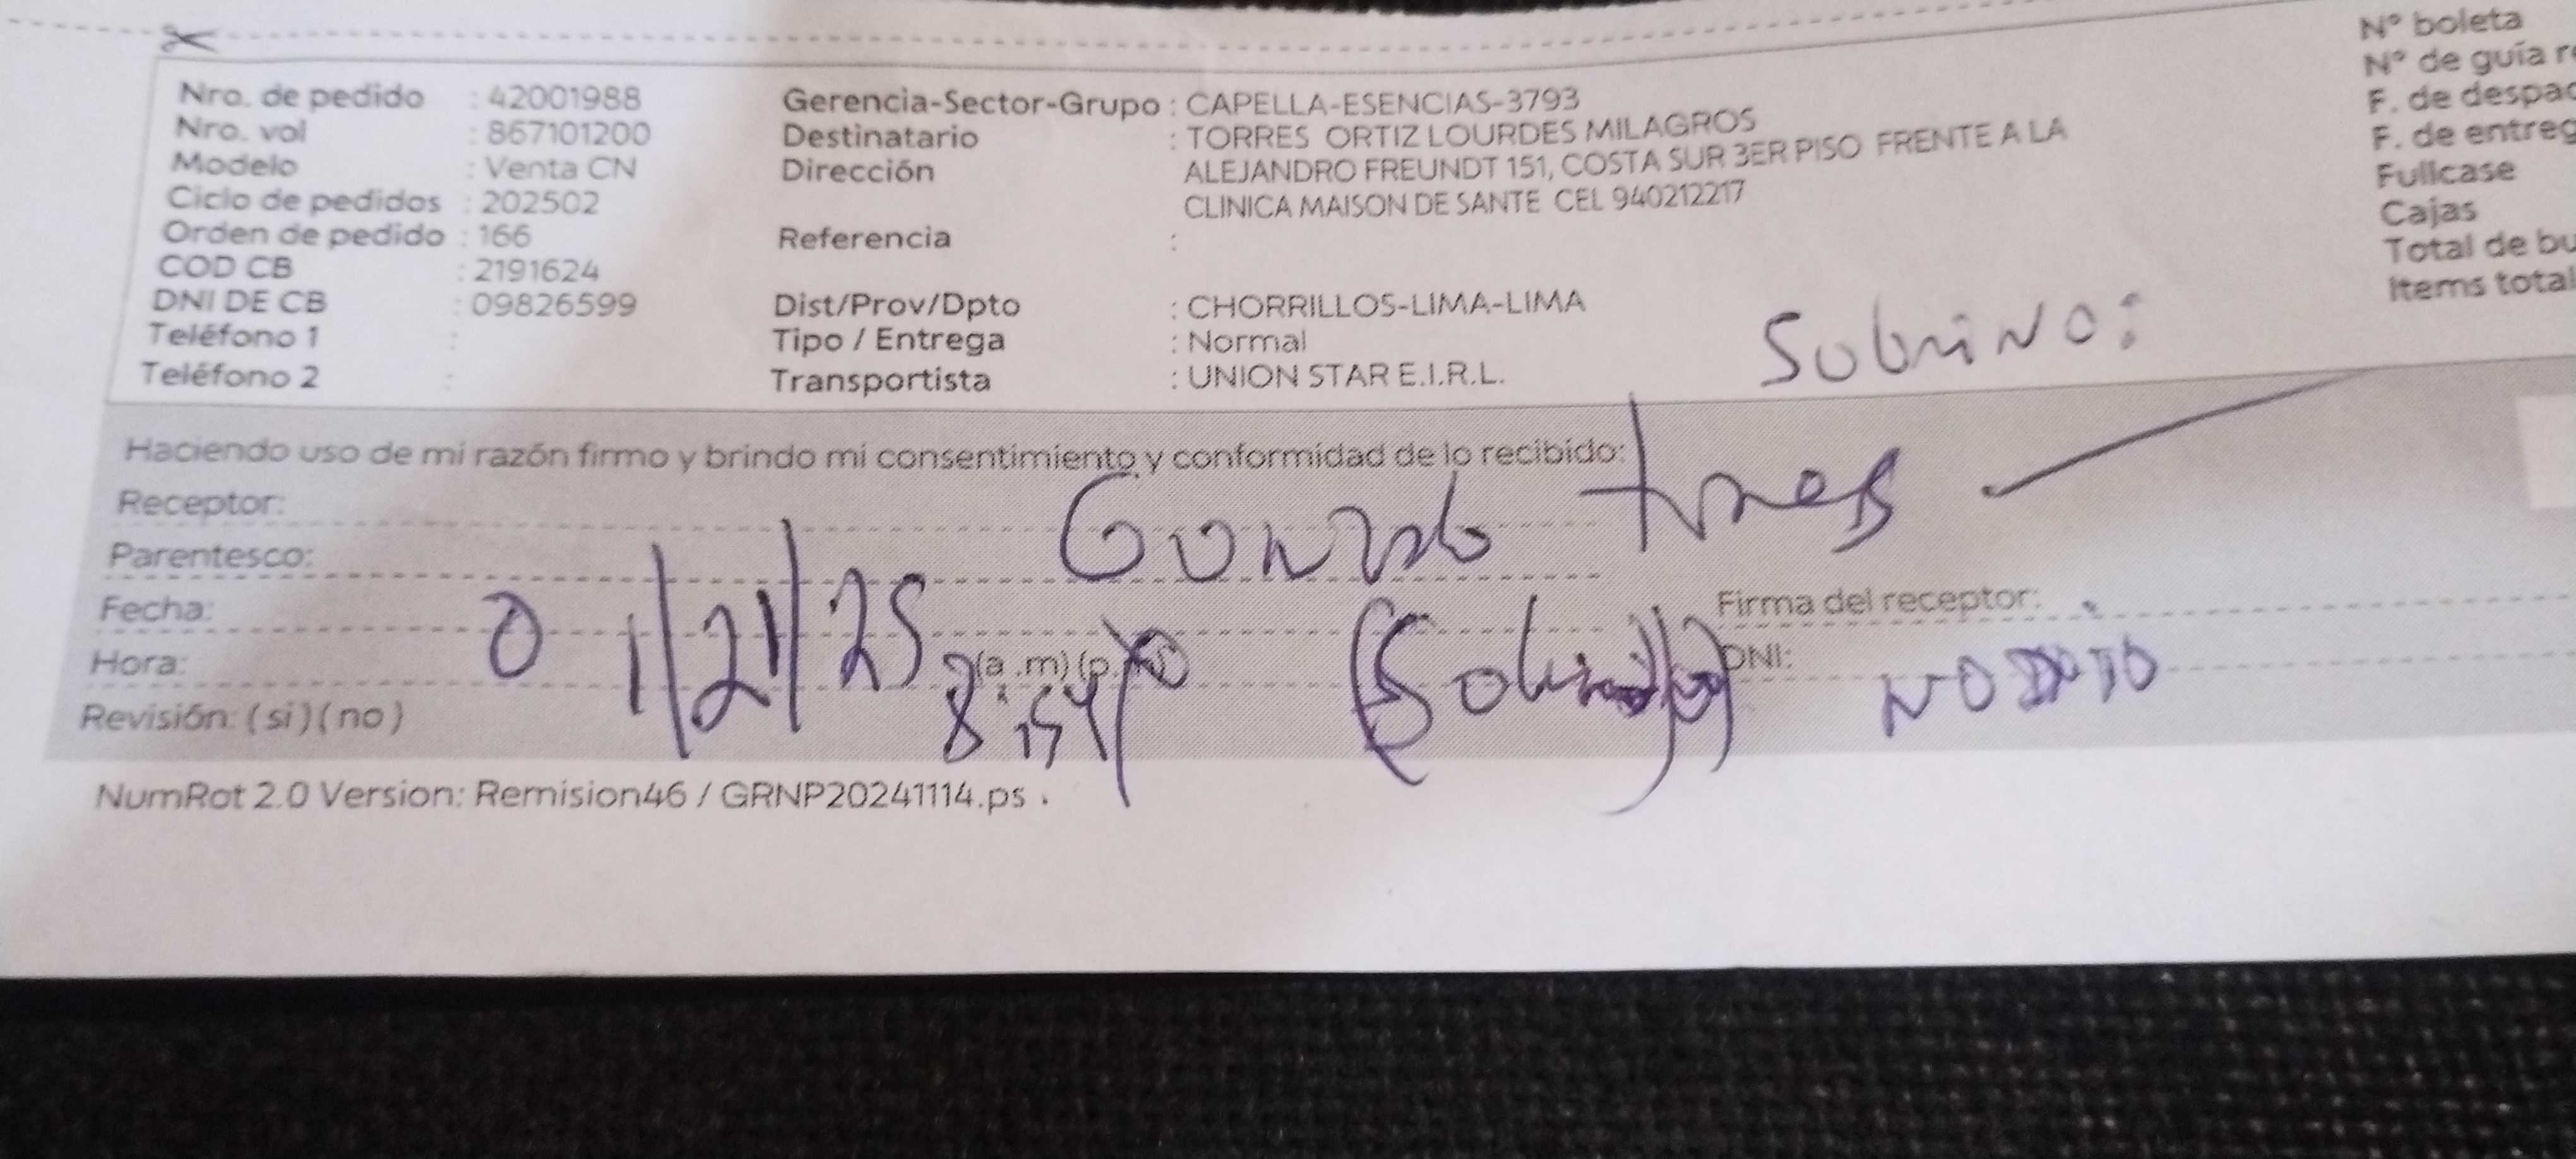 Nro. de pedido : 42001988
Nro. vol : 867101200
Modelo : Venta CN
Ciclo de pedidos : 202502
Orden de pedido : 166
COD CB : 2191624
DNI DE CB : 09826599
Teléfono 1 :
Teléfono 2 :
Gerencia-Sector-Grupo : CAPELLA-ESENCIAS-3793
Destinatario : TORRES ORTIZ LOURDES MILAGROS
Dirección : ALEJANDRO FREUNDT 151, COSTA SUR 3ER PISO FRENTE A LA
CLINICA MAISON DE SANTE CEL 940212217
Referencia :
Dist/Prov/Dpto : CHORRILLOS-LIMA-LIMA
Tipo / Entrega : Normal
Transportista : UNION STAR E.I.R.L.
N° boleta
N° de guía r
F. de despac
F. de entreg
Fullcase
Cajas
Total de bu
Items total
Sobrino:
Haciendo uso de mi razón firmo y brindo mi consentimiento y conformidad de lo recibido:
Receptor:
Parentesco:
Fecha: 01/21/25
Hora: (a .m) (p.
8:54
Revisión: (si) (no)
(Sobrino)
Firma del receptor:
DNI:
NumRot 2.0 Version: Remision46 / GRNP20241114.ps .